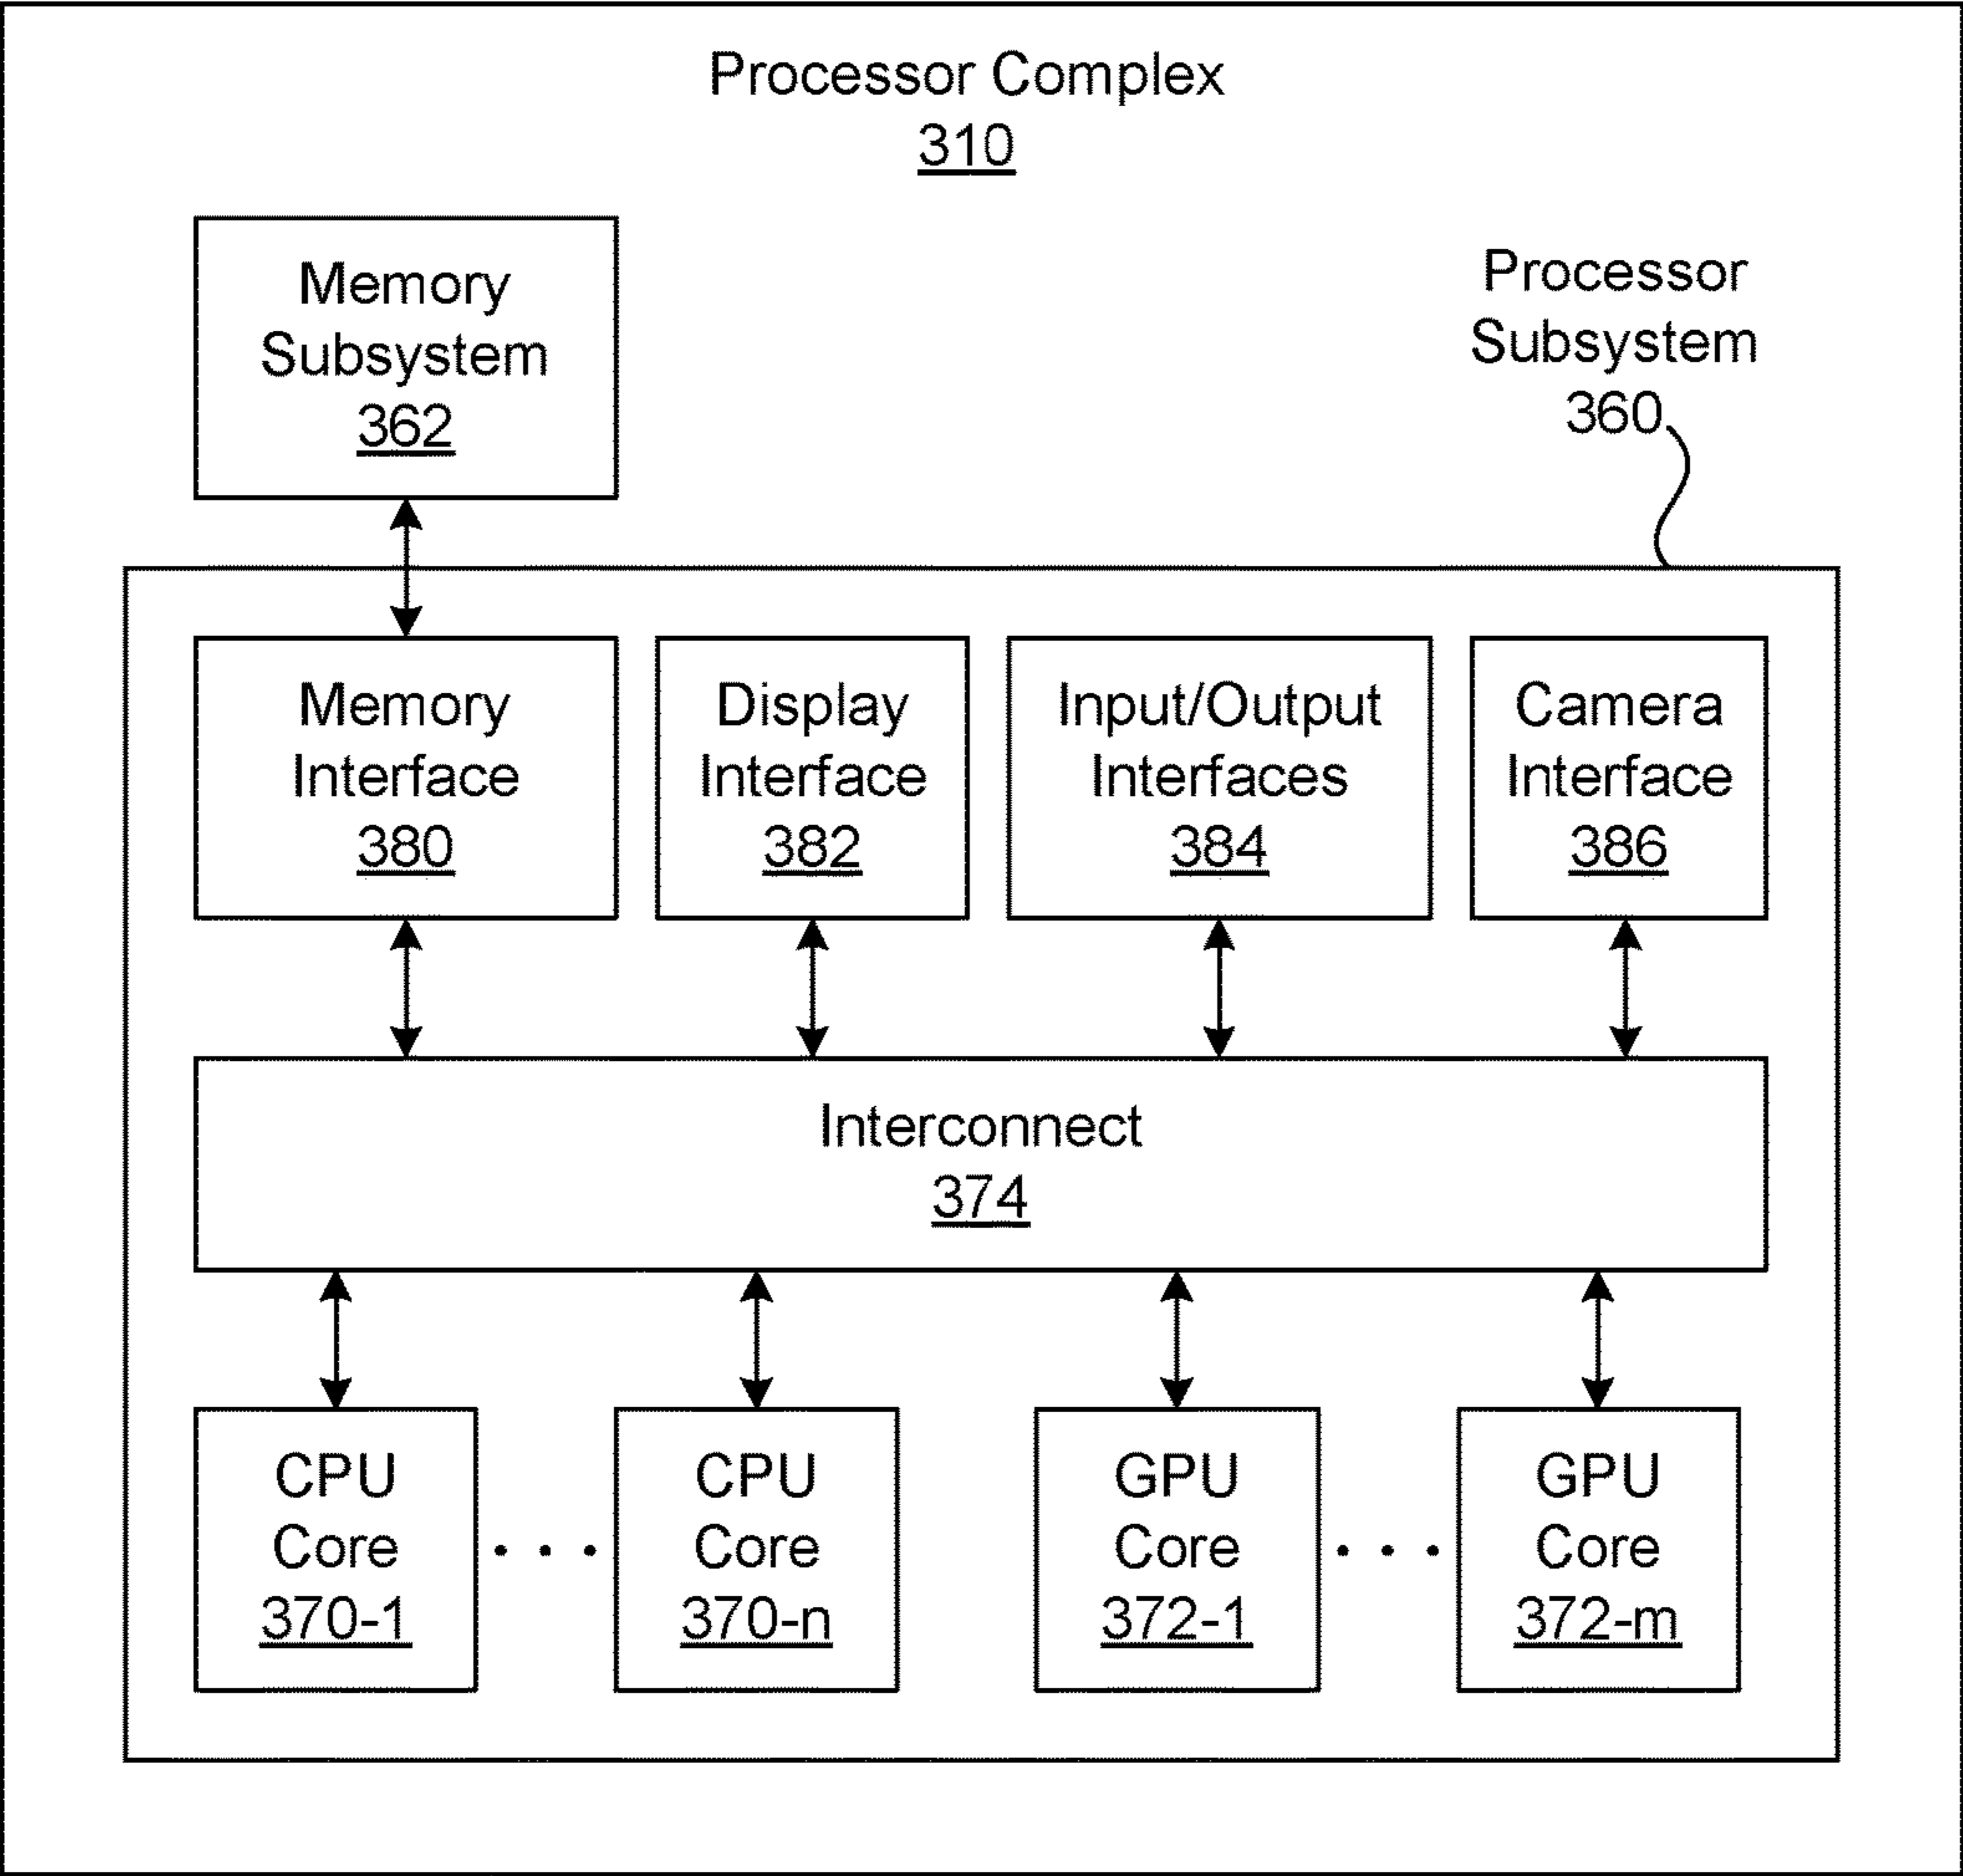 Processor Complex
310
Memory
Subsystem
362
Processor
Subsystem
360
Memory
Interface
380
Display
Interface
382
Input/Output
Interfaces
384
Camera
Interface
386
Interconnect
374
CPU
Core
370-1
CPU
Core
370-n
GPU
Core
372-1
GPU
Core
372-m